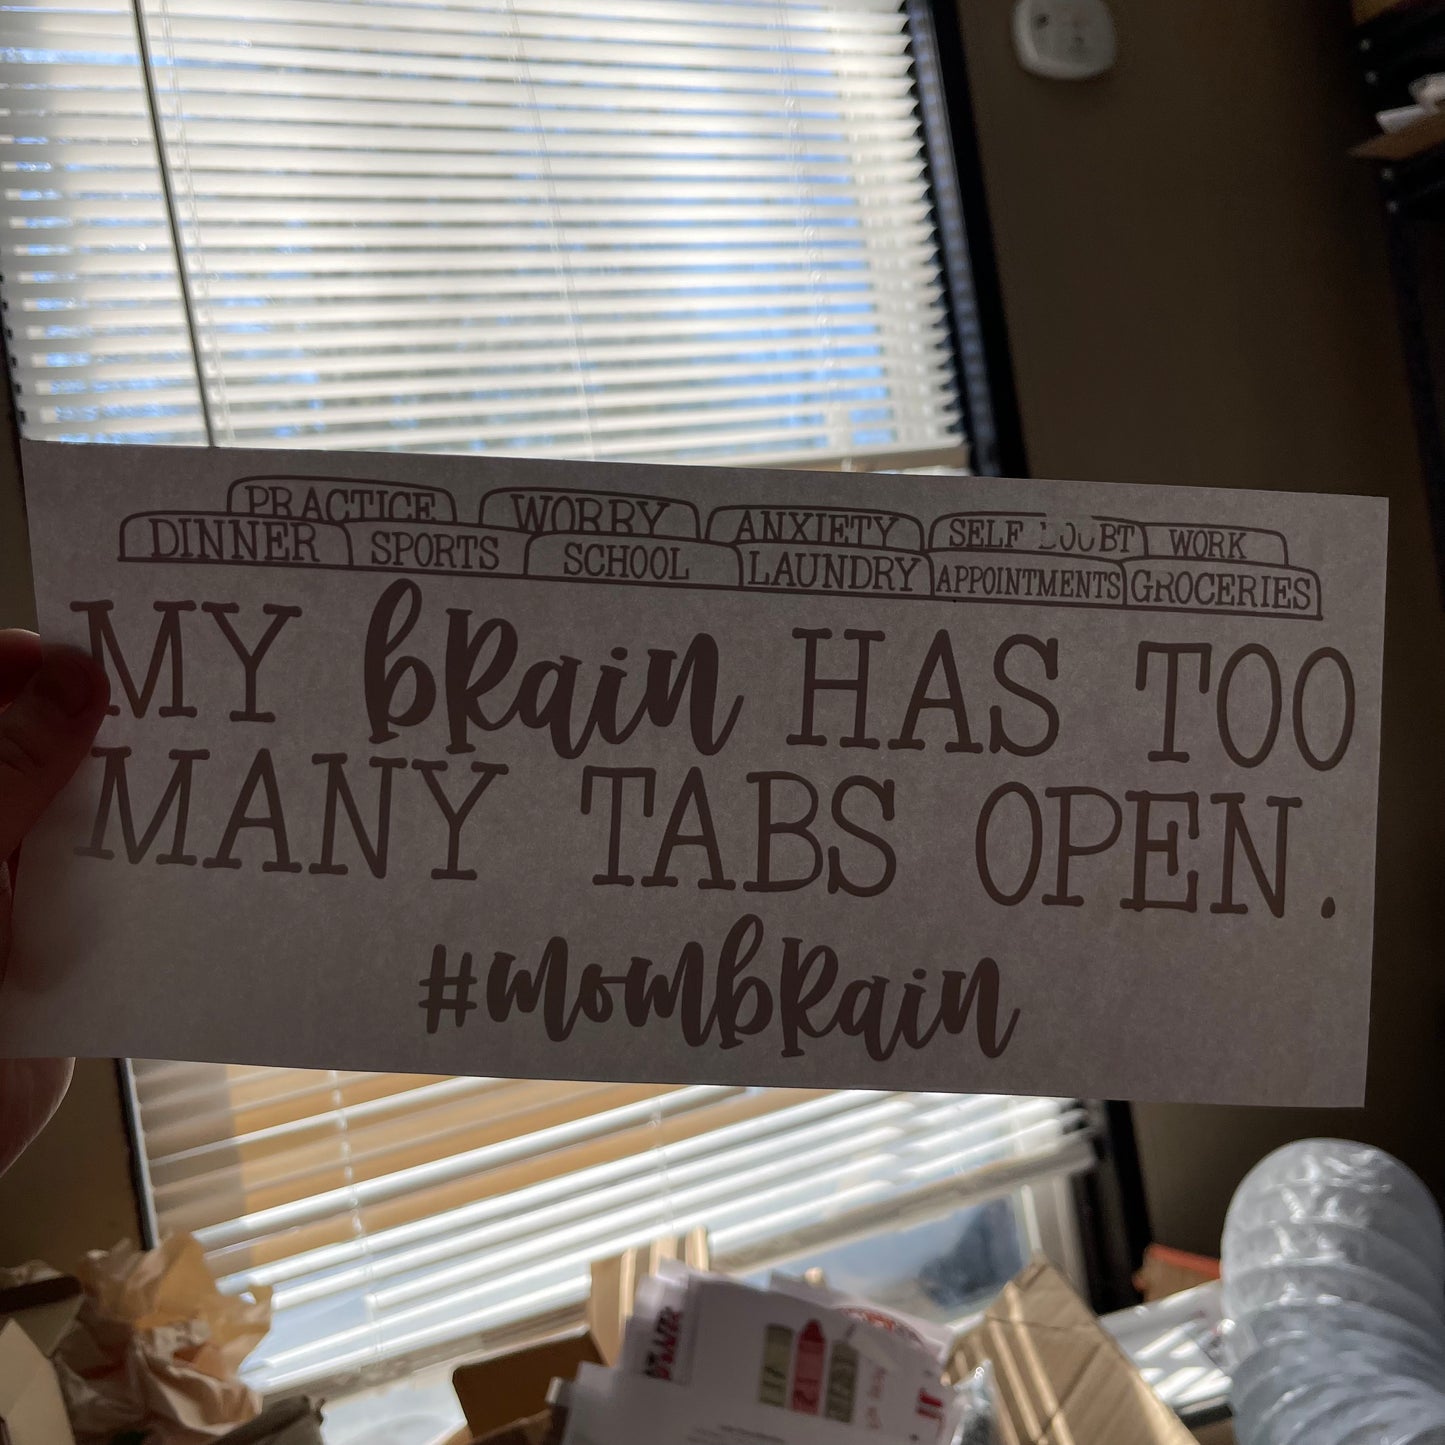 PRACTICE WORRY ANXIETY SELF DOUBT WORK
DINNER SPORTS SCHOOL LAUNDRY APPOINTMENTS GROCERIES
MY bRain HAS TOO
MANY TABS OPEN.
#mombRain